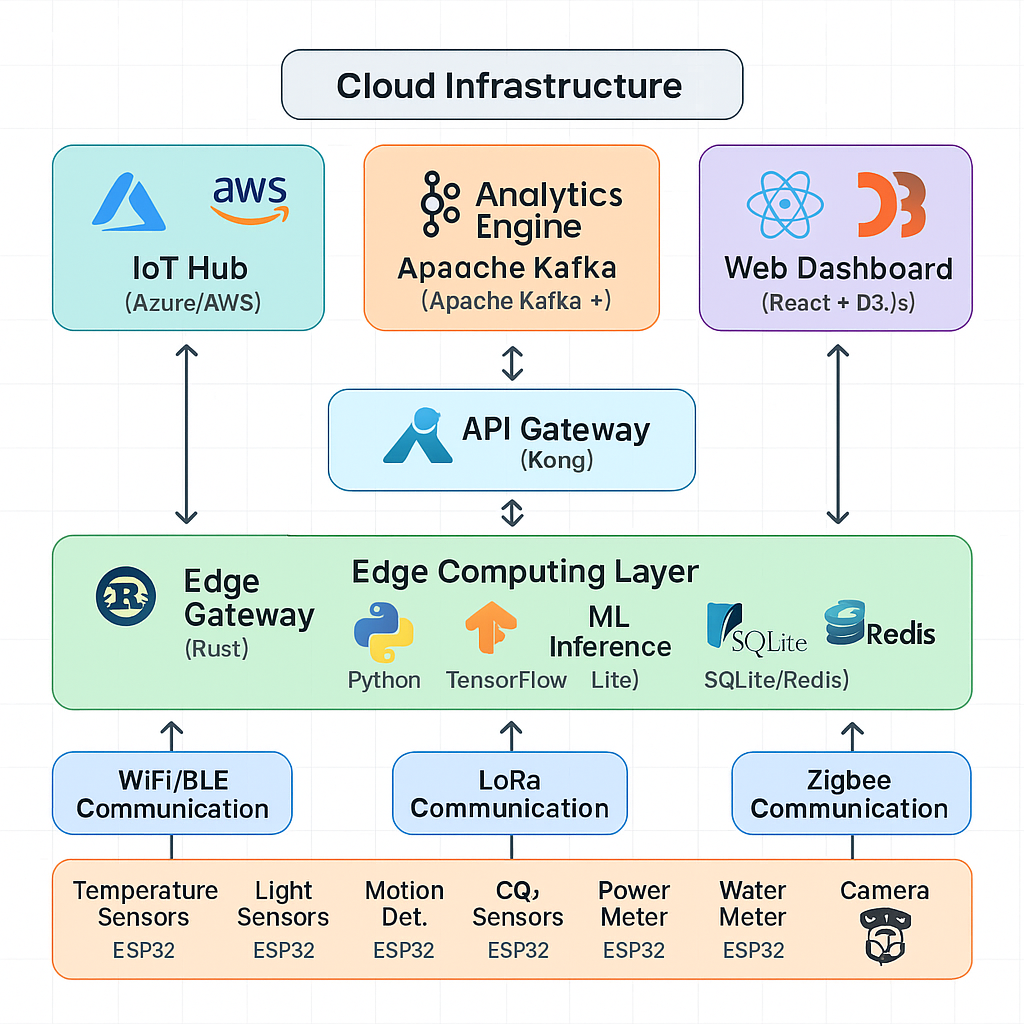 Cloud Infrastructure
aws
IoT Hub
(Azure/AWS)
Analytics
Engine
Apaache Kafka
(Apache Kafka +)
D3
Web Dashboard
(React + D3.)s)
API Gateway
(Kong)
R
Edge
Gateway
(Rust)
Edge Computing Layer
Python
TensorFlow
ML
Inference
Lite)
SQLite
Redis
SQLite/Redis)
WiFi/BLE
Communication
LoRa
Communication
Zigbee
Communication
Temperature
Sensors
ESP32
Light
Sensors
ESP32
Motion
Det.
ESP32
CQ,
Sensors
ESP32
Power
Meter
ESP32
Water
Meter
ESP32
Camera